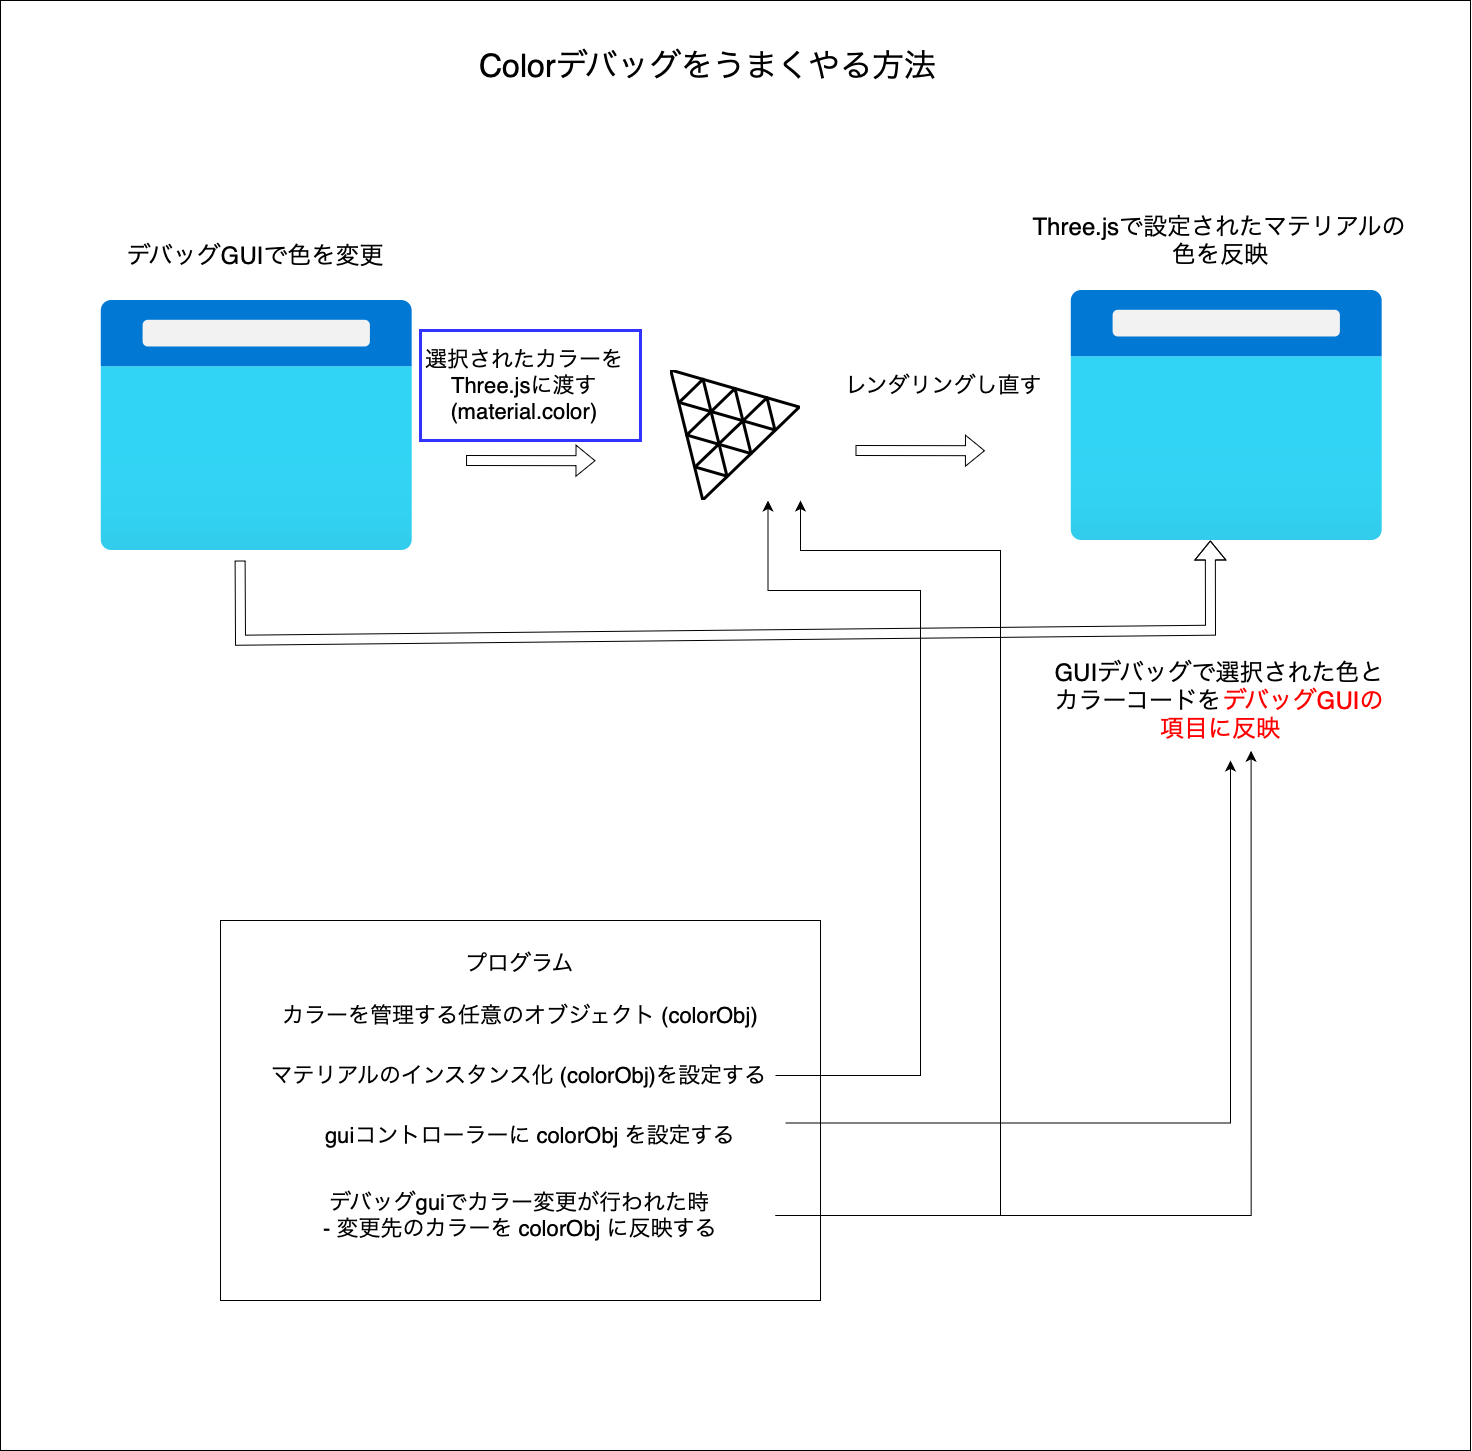 Colorデバッグをうまくやる方法
デバッグGUIで色を変更
Three.jsで設定されたマテリアルの
色を反映
選択されたカラーを
Three.jsに渡す
(material.color)
レンダリングし直す
GUIデバッグで選択された色と
カラーコードをデバッグGUIの
項目に反映
プログラム
カラーを管理する任意のオブジェクト (colorObj)
マテリアルのインスタンス化 (colorObj)を設定する
guiコントローラーに colorObj を設定する
デバッグguiでカラー変更が行われた時
- 変更先のカラーを colorObj に反映する